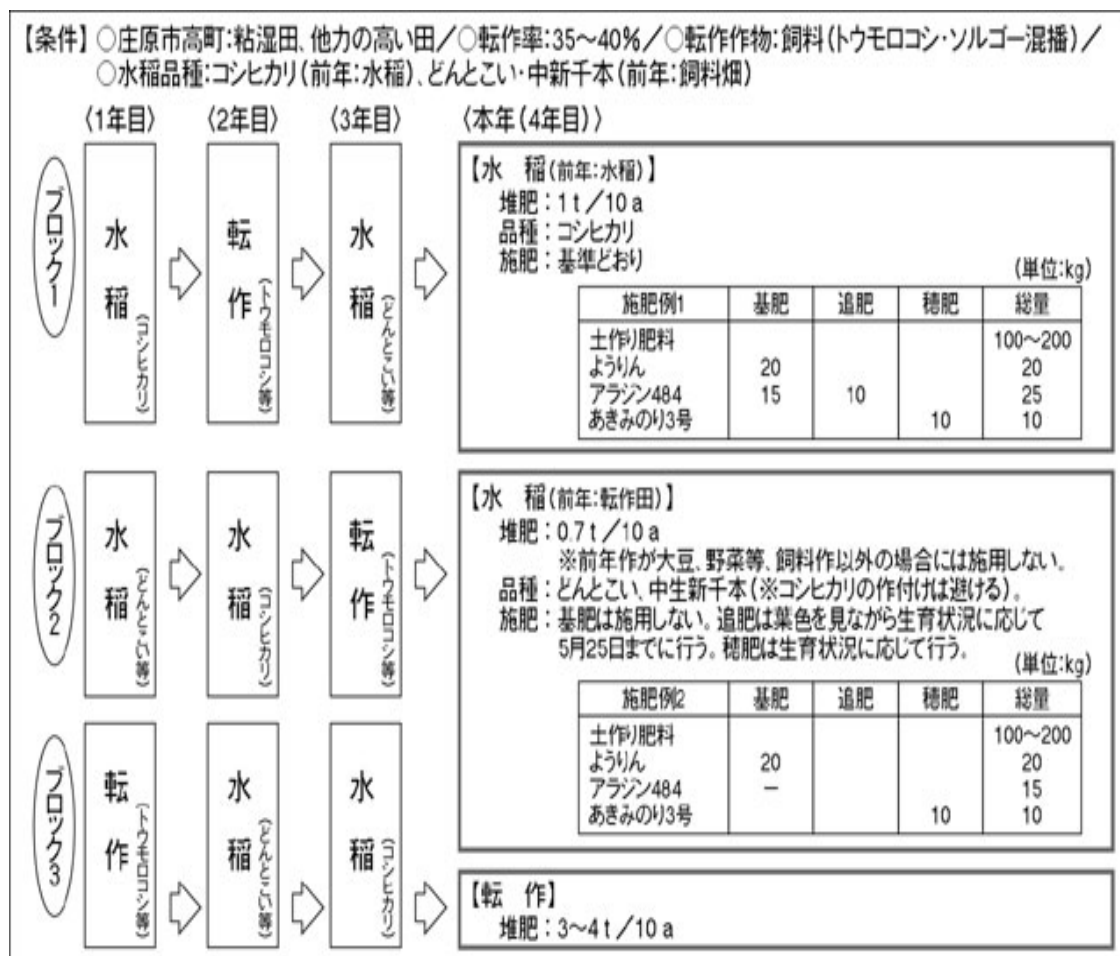 【条件】○庄原市高町:粘湿田、他力の高い田/○転作率:35〜40%/○転作作物:飼料(トウモロコシ・ソルゴー混播)/
○水稲品種:コシヒカリ(前年:水稲)、どんとこい・中新千本(前年:飼料畑)
〈1年目〉 〈2年目〉 〈3年目〉 〈本年(4年目)〉
ブロック1
水稲(コシヒカリ)
転作(トウモロコシ等)
水稲(どんとこい等)
【水 稲(前年:水稲)】
堆肥:1t/10a
品種:コシヒカリ
施肥:基準どおり
(単位:kg)
施肥例1 基肥 追肥 穂肥 総量
土作り肥料 100〜200
ようりん 20 20
アラジン484 15 10 25
あきみのり3号 10 10
ブロック2
水稲(どんとこい等)
水稲(コシヒカリ)
転作(トウモロコシ等)
【水 稲(前年:転作田)】
堆肥:0.7t/10a
※前年作が大豆、野菜等、飼料作以外の場合には施用しない。
品種:どんとこい、中生新千本(※コシヒカリの作付けは避ける)。
施肥:基肥は施用しない。追肥は葉色を見ながら生育状況に応じて
5月25日までに行う。穂肥は生育状況に応じて行う。
(単位:kg)
施肥例2 基肥 追肥 穂肥 総量
土作り肥料 100〜200
ようりん 20 20
アラジン484 − 15
あきみのり3号 10 10
ブロック3
転作(トウモロコシ等)
水稲(どんとこい等)
水稲(コシヒカリ)
【転 作】
堆肥:3〜4t/10a